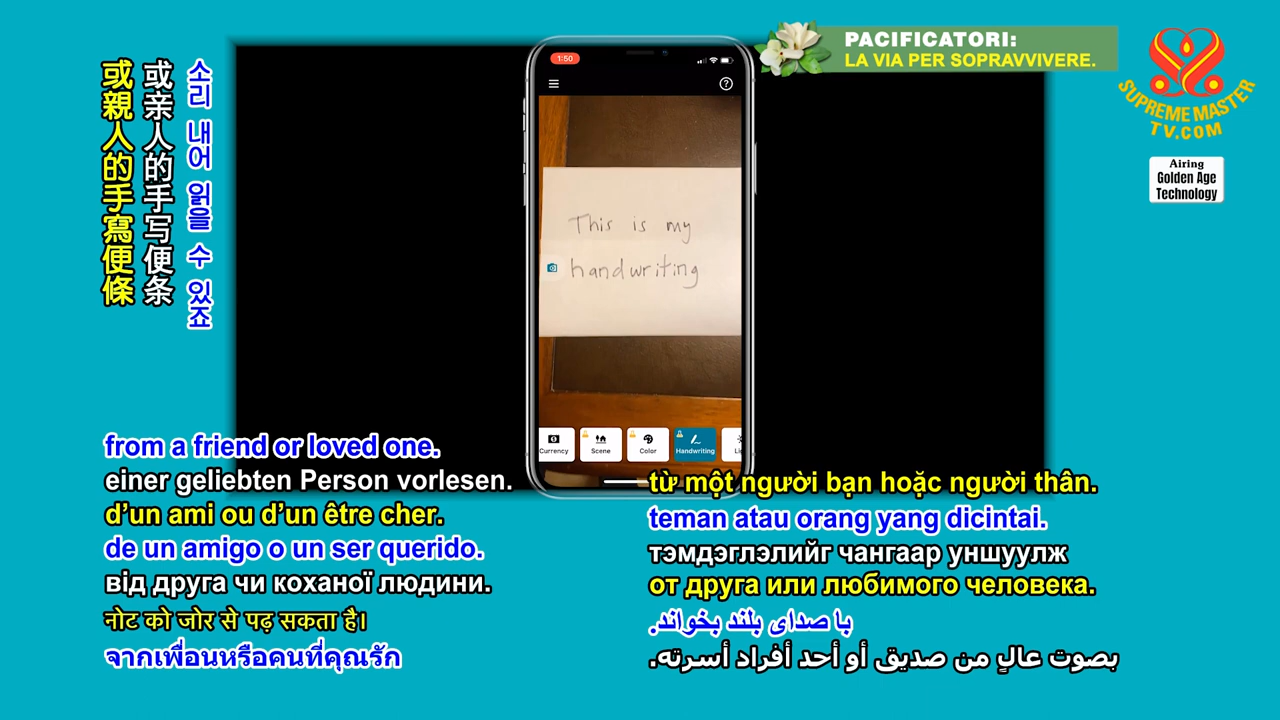 PACIFICATORI:
LA VIA PER SOPRAVVIVERE.
SUPREME MASTER
TV.COM
Airing
Golden Age
Technology
或親人的手寫便條
或亲人的手写便条
소리 내어 읽을 수 있죠
1:50
This is my
handwriting
Currency
Scene
Color
Handwriting
from a friend or loved one.
einer geliebten Person vorlesen.
d’un ami ou d’un être cher.
de un amigo o un ser querido.
від друга чи коханої людини.
नोट को जोर से पढ़ सकता है।
จากเพื่อนหรือคนที่คุณรัก
từ một người bạn hoặc người thân.
teman atau orang yang dicintai.
тэмдэглэлийг чангаар уншуулж
от друга или любимого человека.
با صدای بلند بخواند.
بصوت عالٍ من صديق أو أحد أفراد أسرته.